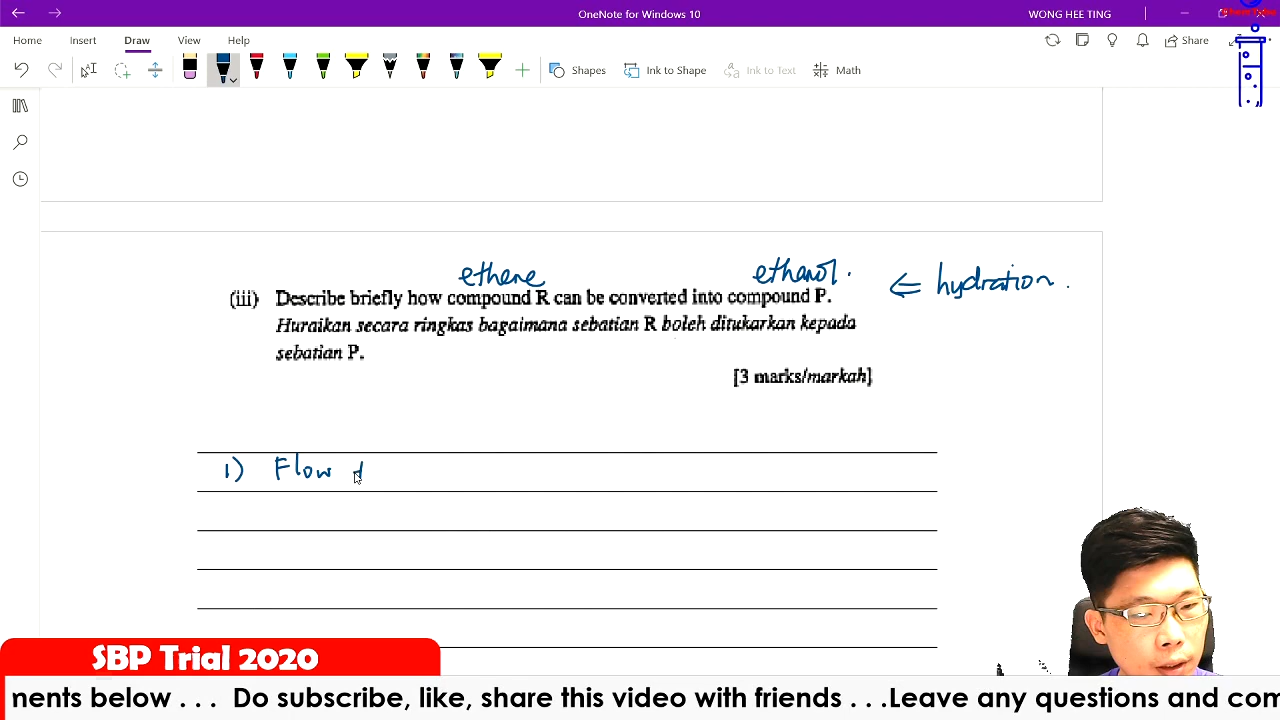 OneNote for Windows 10
WONG HEE TING
Home Insert Draw View Help
Share
Shapes Ink to Shape Ink to Text Math
ethene ethanol. ⇐ hydration.
(iii) Describe briefly how compound R can be converted into compound P.
Huraikan secara ringkas bagaimana sebatian R boleh ditukarkan kepada
sebatian P.
[3 marks/markah]
1) Flow
SBP Trial 2020
ments below . . . Do subscribe, like, share this video with friends . . .Leave any questions and com